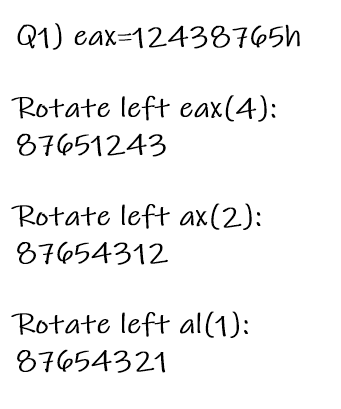 Q1) eax=12438765h
Rotate left eax(4):
87651243
Rotate left ax(2):
87654312
Rotate left al(1):
87654321